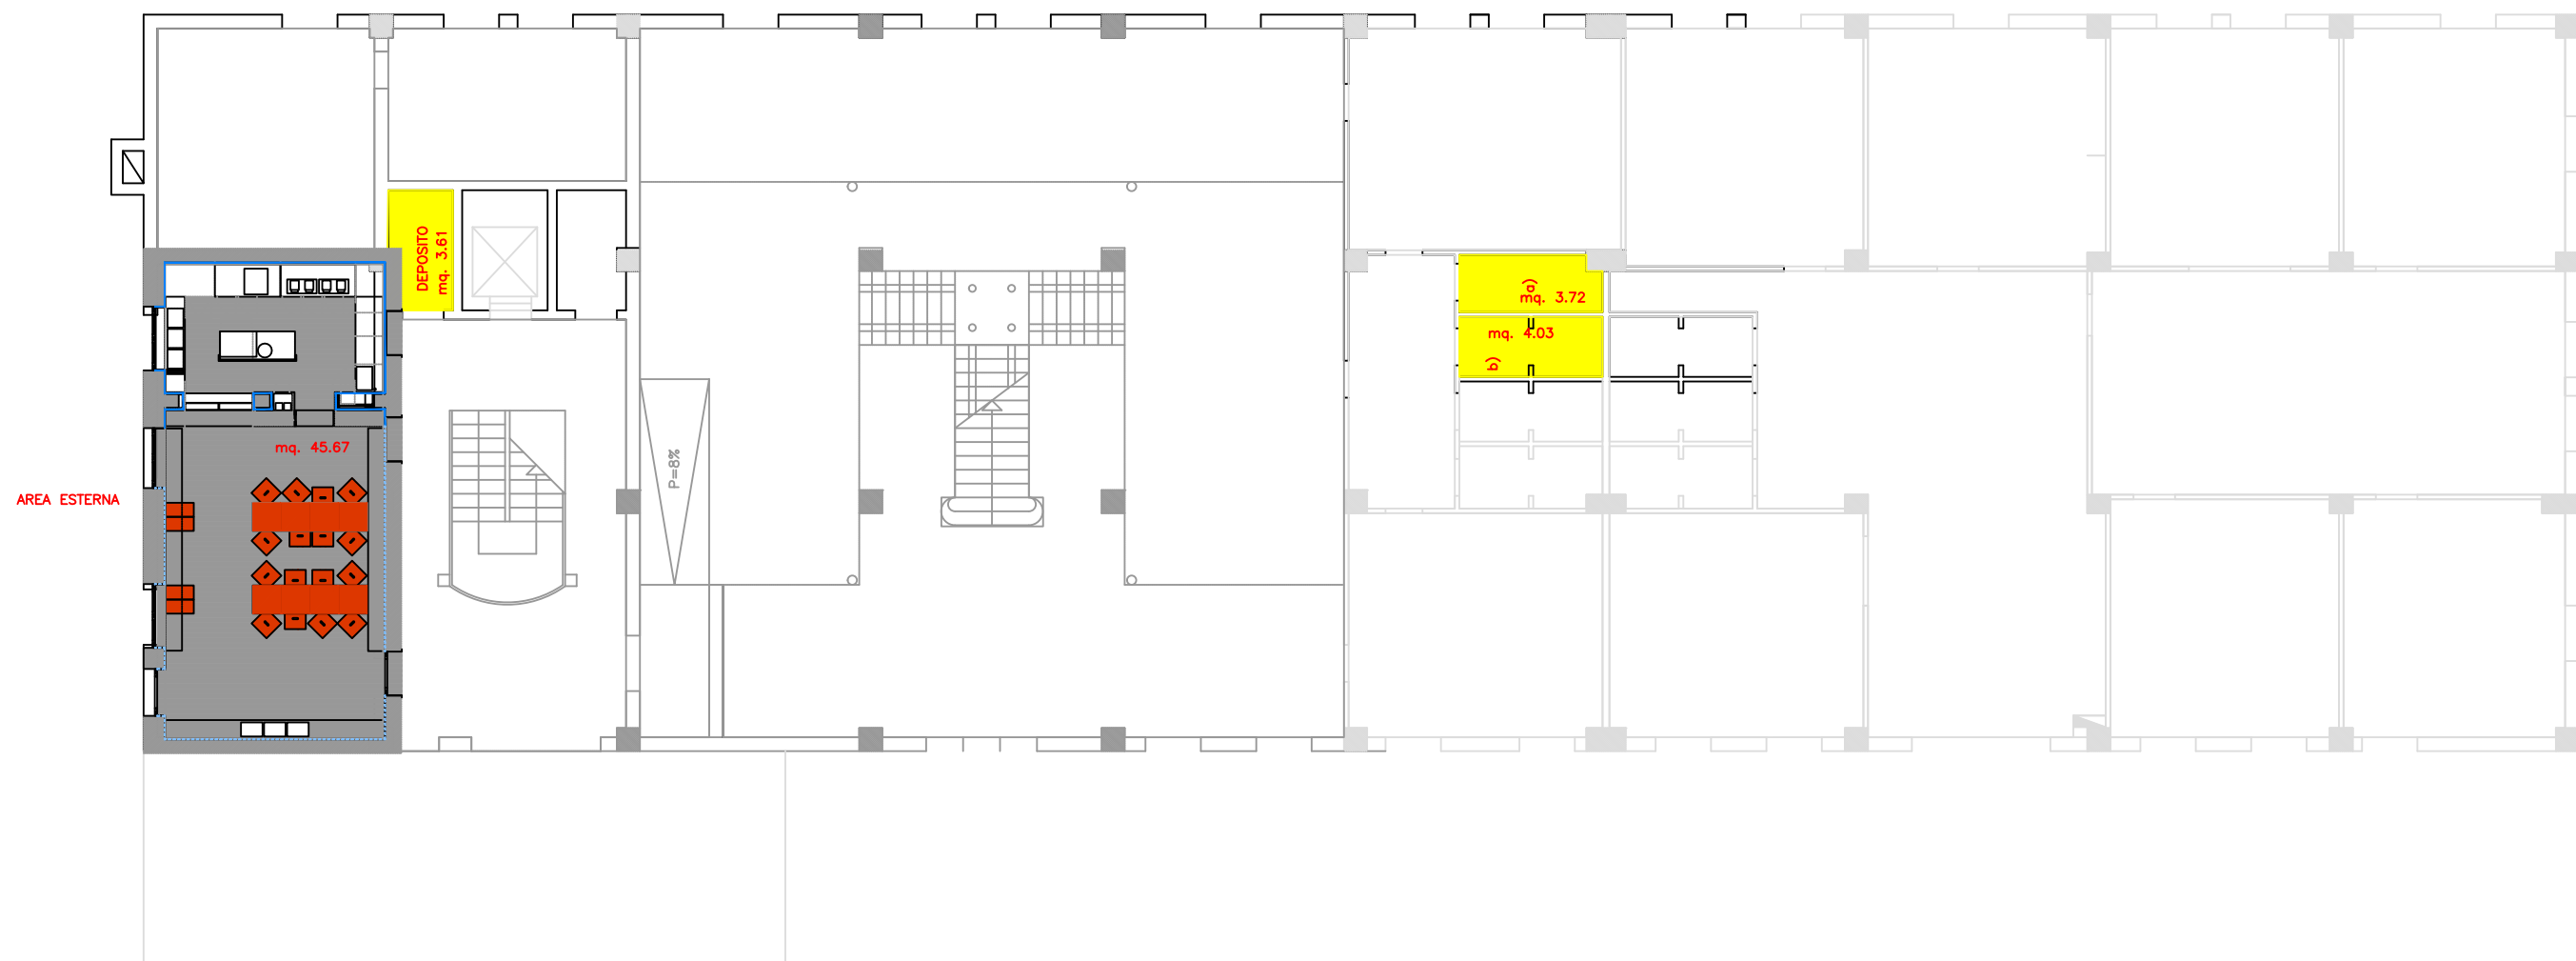 DEPOSITO
mq. 3.61
a)
mq. 3.72
mq. 4.03
b)
mq. 45.67
P=8%
AREA ESTERNA